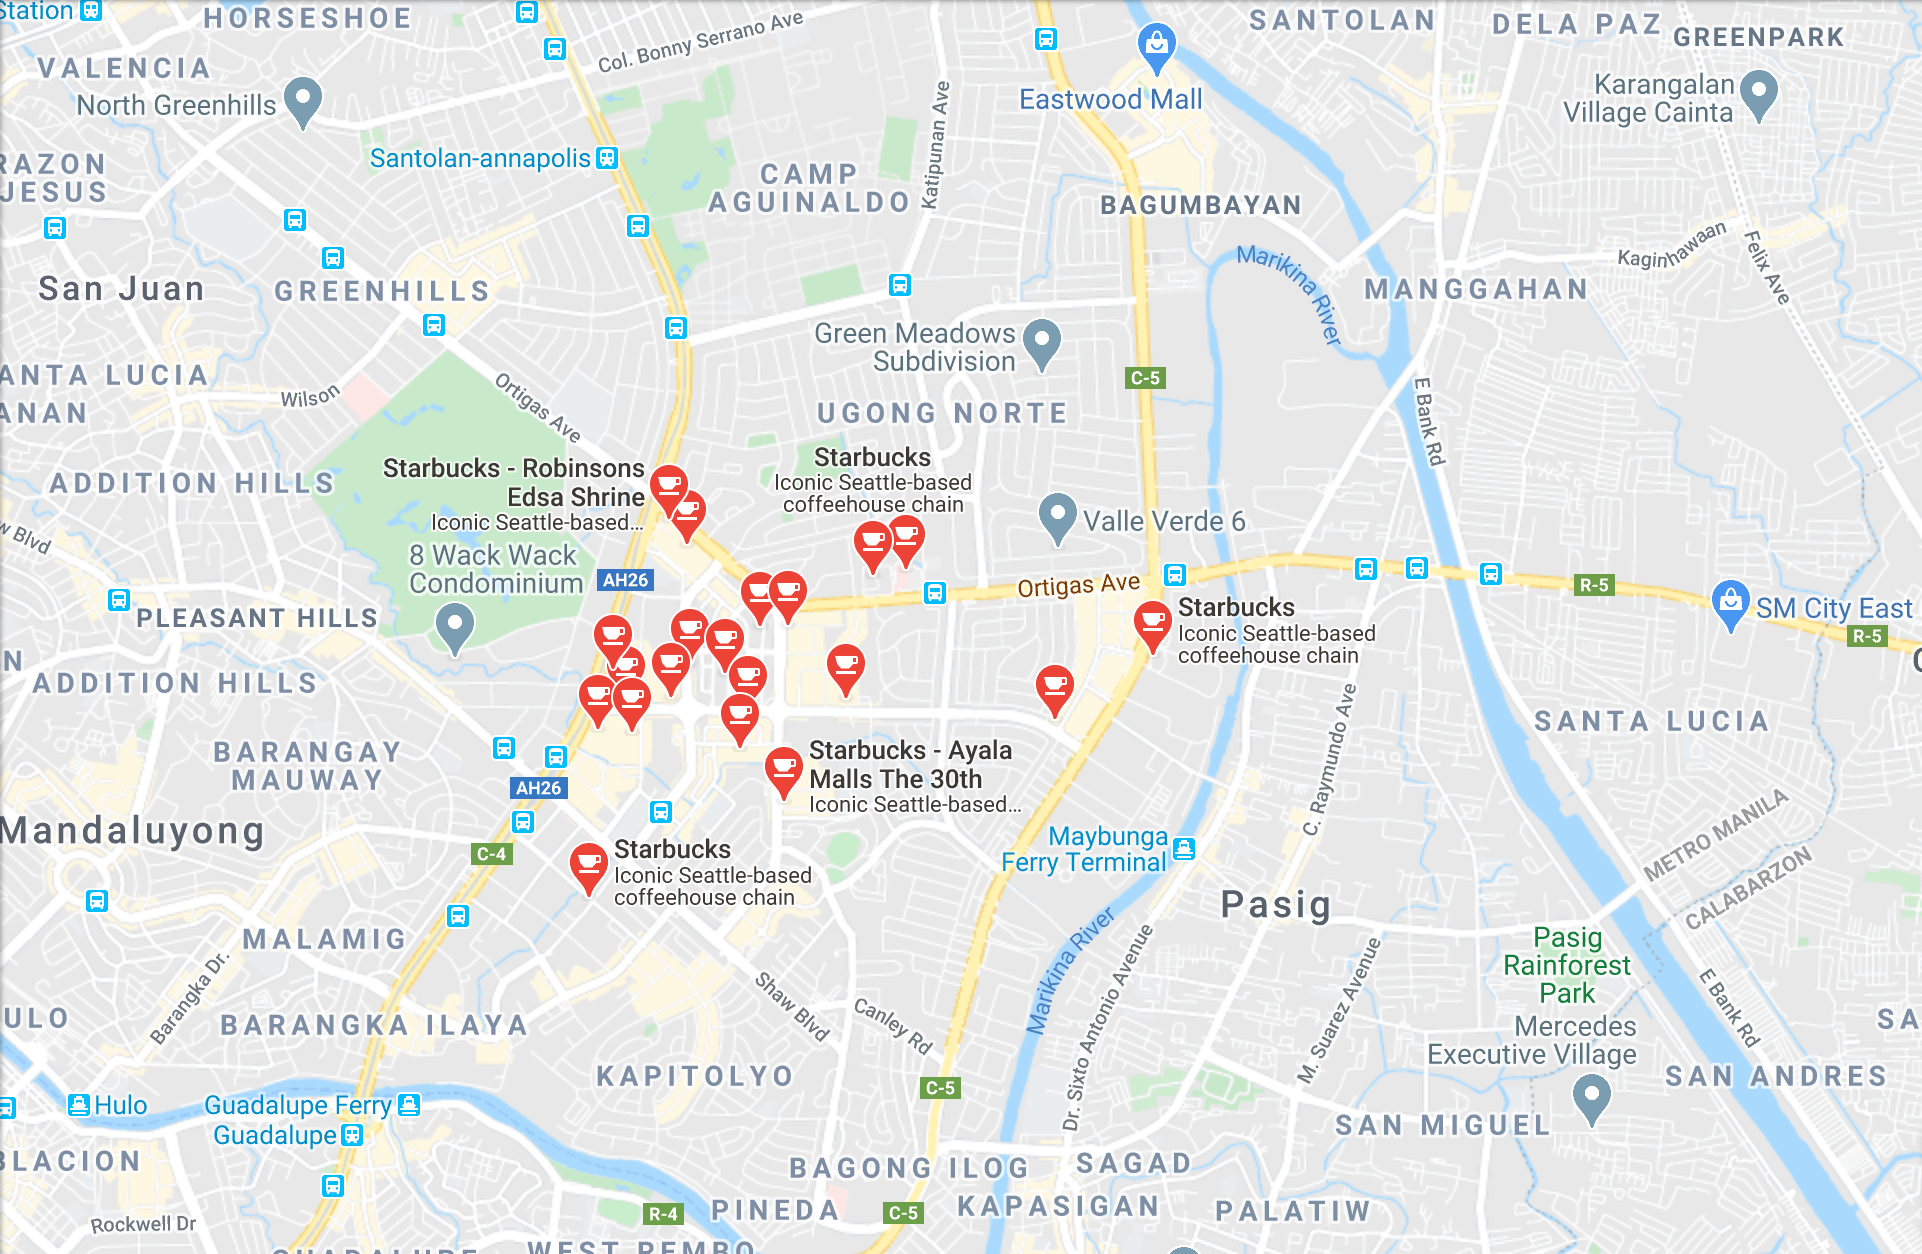 Station
HORSESHOE
Col. Bonny Serrano Ave
SANTOLAN
DELA PAZ
GREENPARK
VALENCIA
North Greenhills
Eastwood Mall
Karangalan
Village Cainta
Katipunan Ave
Santolan-annapolis
RAZON
JESUS
CAMP
AGUINALDO
BAGUMBAYAN
Kaginhawaan
Felix Ave
Marikina River
San Juan
GREENHILLS
MANGGAHAN
Green Meadows
Subdivision
ANTA LUCIA
ANAN
Wilson
Ortigas Ave
C-5
E Bank Rd
UGONG NORTE
ADDITION HILLS
Starbucks - Robinsons
Edsa Shrine
Iconic Seattle-based...
Starbucks
Iconic Seattle-based
coffeehouse chain
w Blvd
Valle Verde 6
8 Wack Wack
Condominium
AH26
Ortigas Ave
R-5
SM City East
R-5
PLEASANT HILLS
Starbucks
Iconic Seattle-based
coffeehouse chain
N
ADDITION HILLS
C. Raymundo Ave
SANTA LUCIA
BARANGAY
MAUWAY
AH26
Starbucks - Ayala
Malls The 30th
Iconic Seattle-based...
Mandaluyong
C-4
Starbucks
Iconic Seattle-based
coffeehouse chain
Maybunga
Ferry Terminal
METRO MANILA
CALABARZON
Pasig
MALAMIG
Barangka Dr.
Marikina River
Dr. Sixto Antonio Avenue
M. Suarez Avenue
Pasig
Rainforest
Park
E Bank Rd
ULO
BARANGKA ILAYA
Shaw Blvd
Canley Rd
Mercedes
Executive Village
SA
KAPITOLYO
C-5
SAN ANDRES
Hulo
Guadalupe Ferry
Guadalupe
SAN MIGUEL
BLACION
BAGONG ILOG
SAGAD
Rockwell Dr
R-4
PINEDA
C-5
KAPASIGAN
PALATIW
GUADALUPE
WEST REMBO